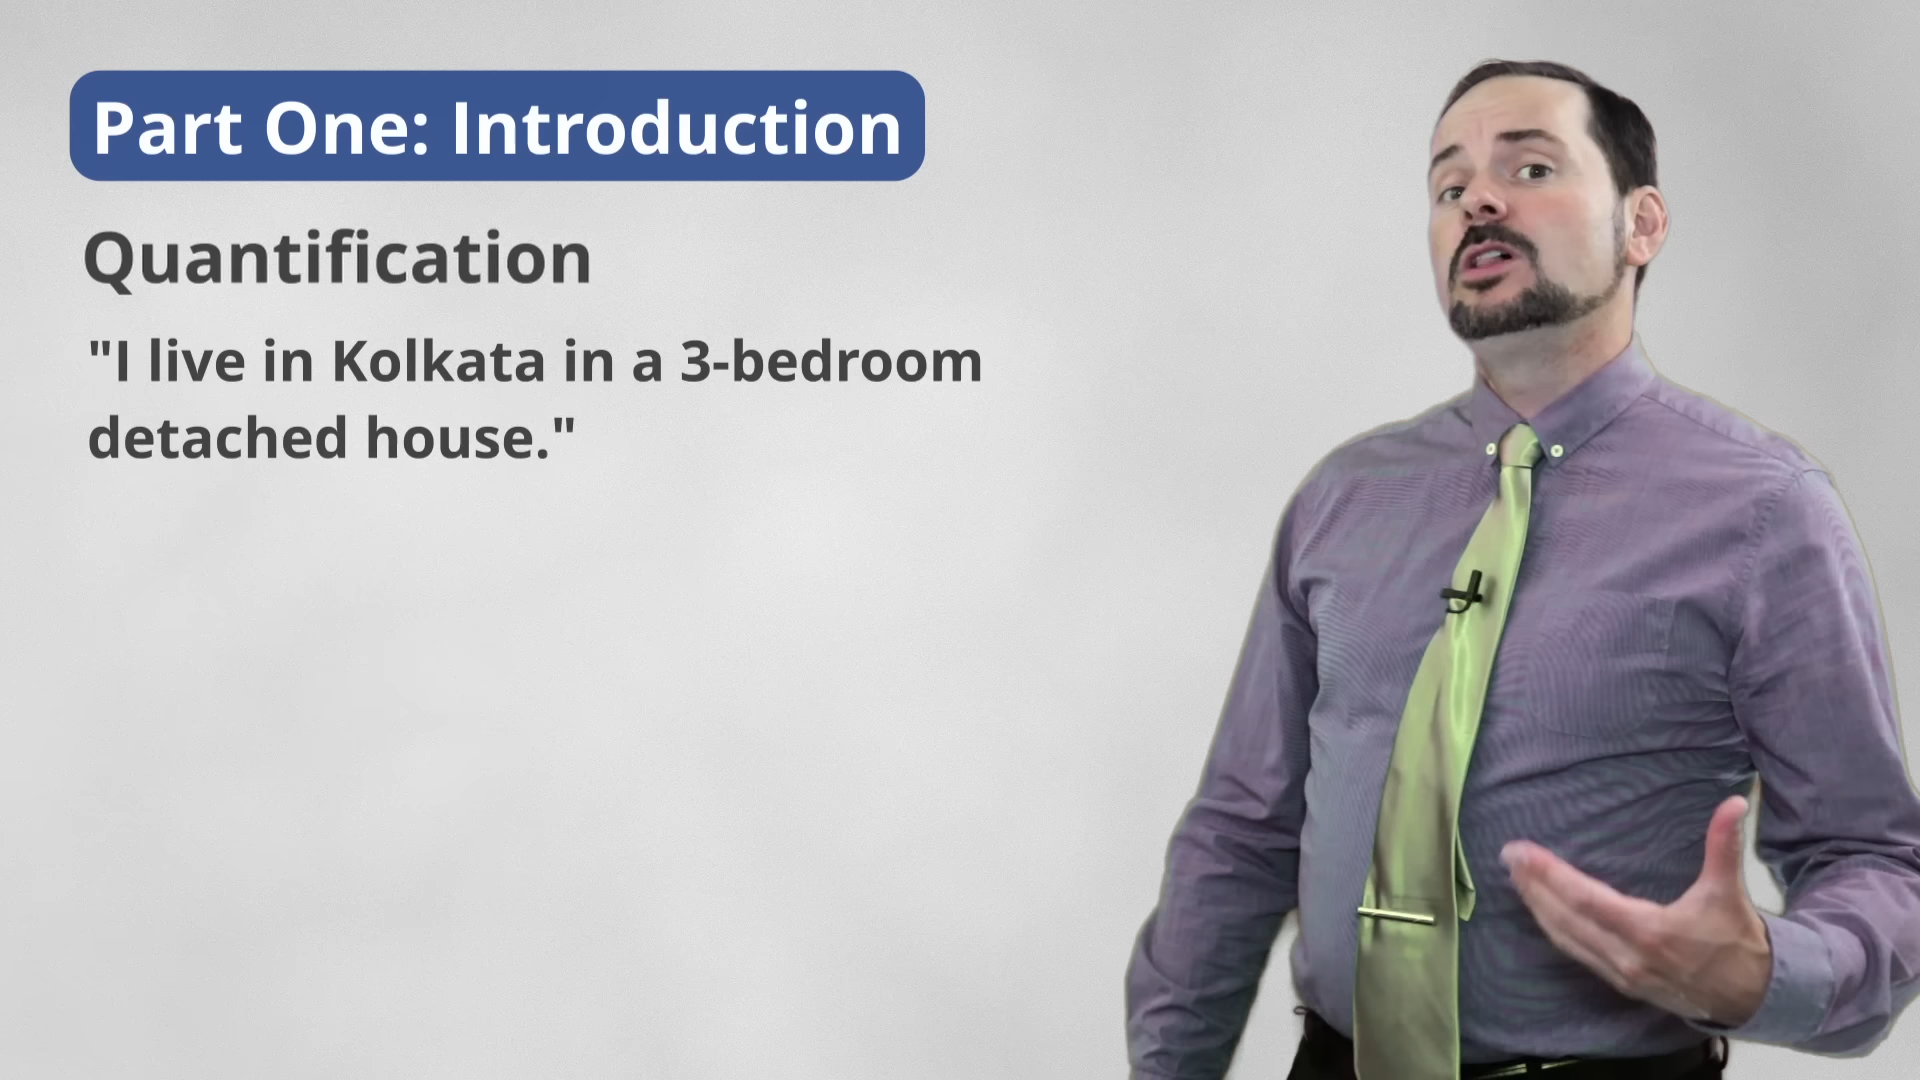 Part One: Introduction
Quantification
"I live in Kolkata in a 3-bedroom
detached house."